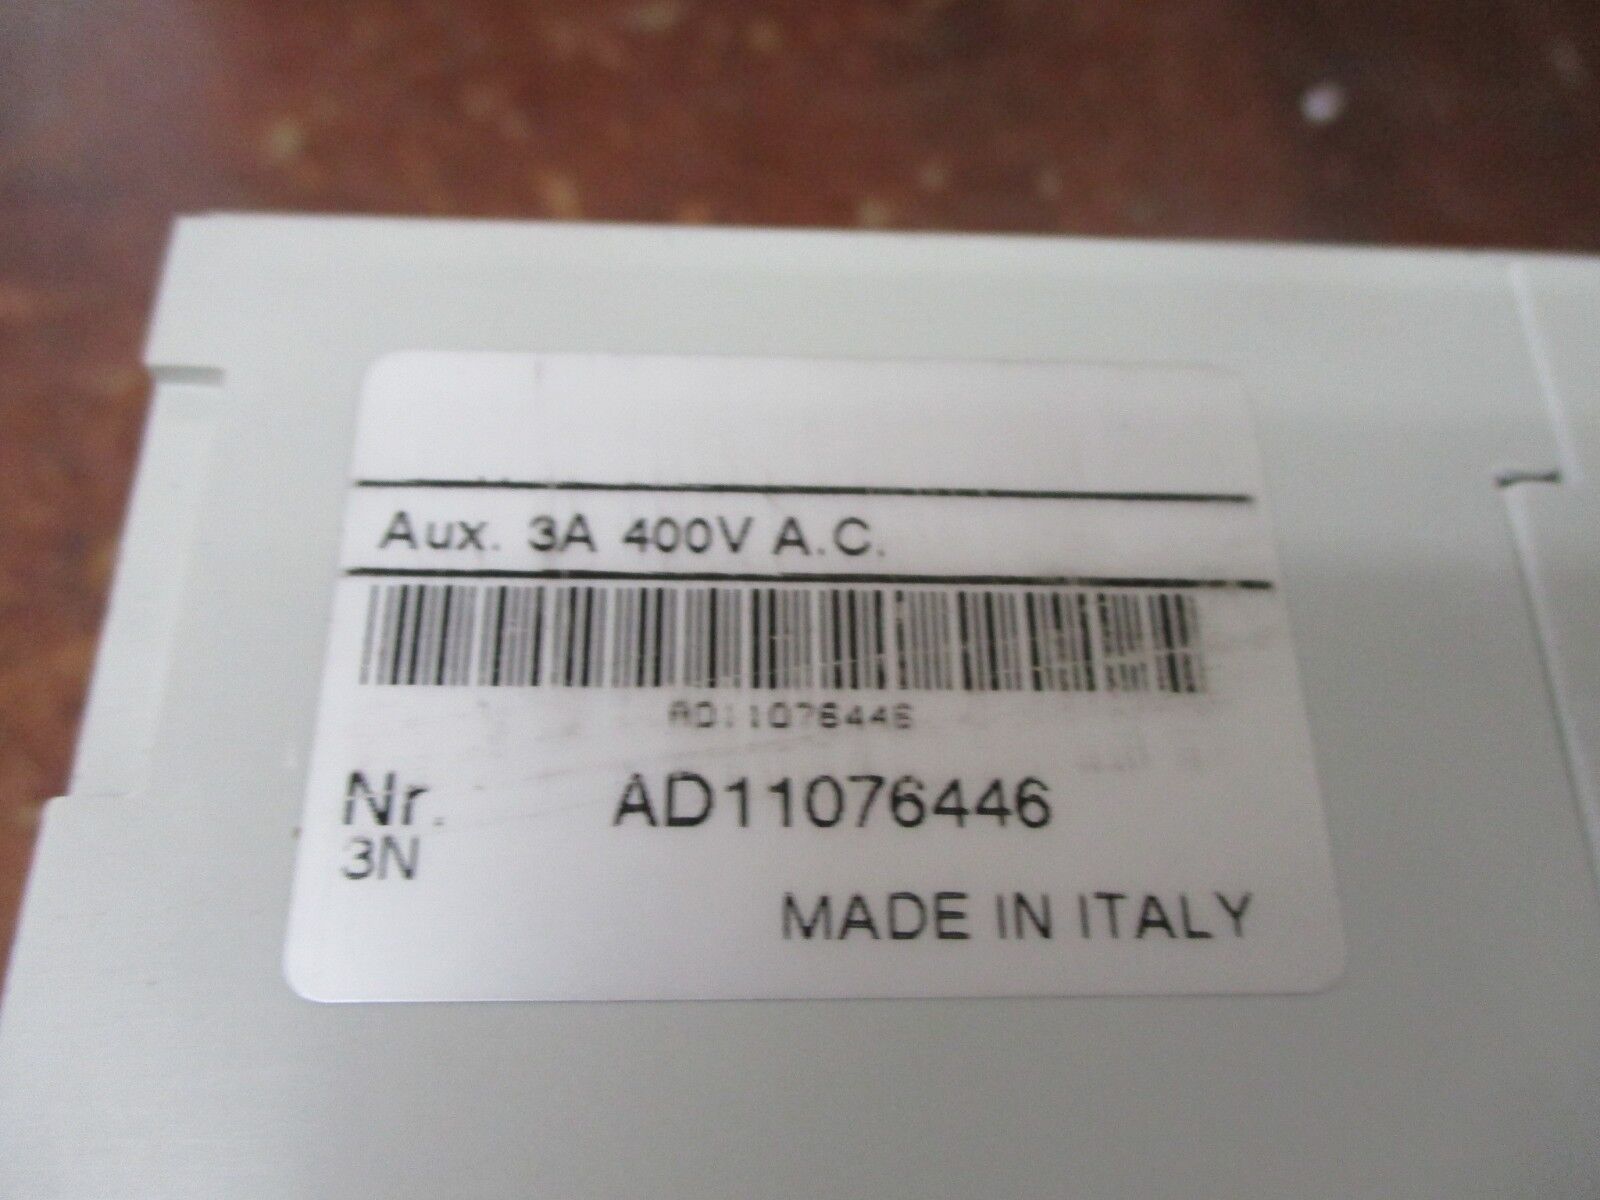 Aux. 3A 400V A.C.
AD11076446
Nr. AD11076446
3N
MADE IN ITALY